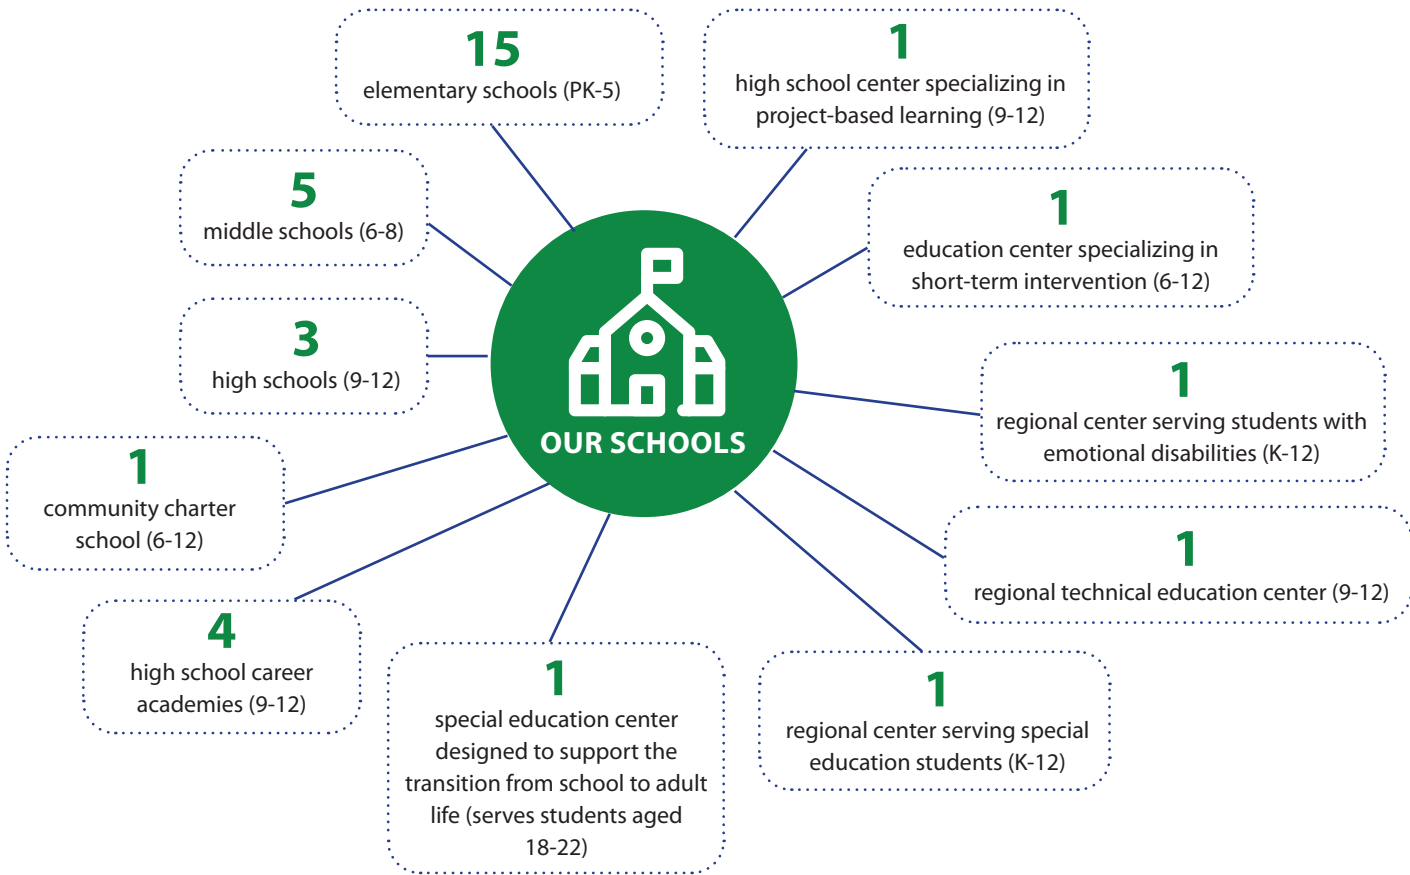 15
elementary schools (PK-5)
1
high school center specializing in
project-based learning (9-12)
5
middle schools (6-8)
1
education center specializing in
short-term intervention (6-12)
3
high schools (9-12)
1
regional center serving students with
emotional disabilities (K-12)
OUR SCHOOLS
1
community charter
school (6-12)
1
regional technical education center (9-12)
4
high school career
academies (9-12)
1
special education center
designed to support the
transition from school to adult
life (serves students aged
18-22)
1
regional center serving special
education students (K-12)